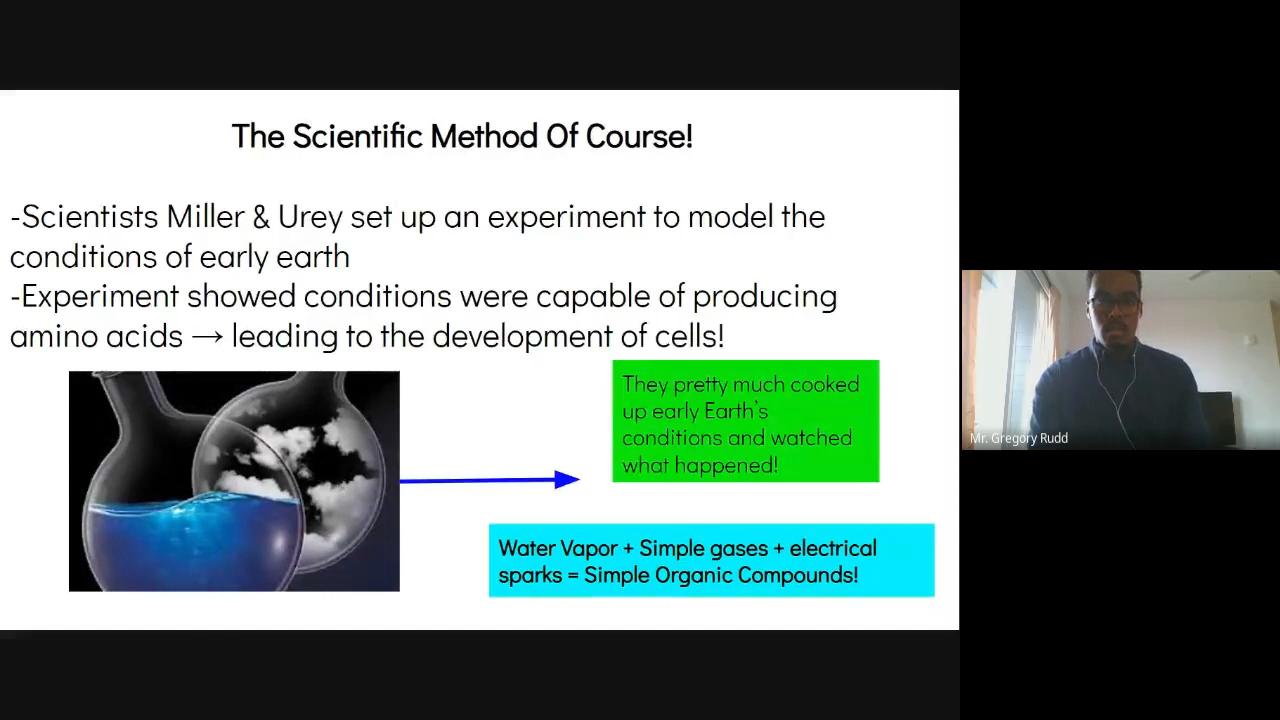 The Scientific Method Of Course!
-Scientists Miller & Urey set up an experiment to model the
conditions of early earth
-Experiment showed conditions were capable of producing
amino acids → leading to the development of cells!
They pretty much cooked
up early Earth's
conditions and watched
what happened!
Water Vapor + Simple gases + electrical
sparks = Simple Organic Compounds!
Mr. Gregory Rudd